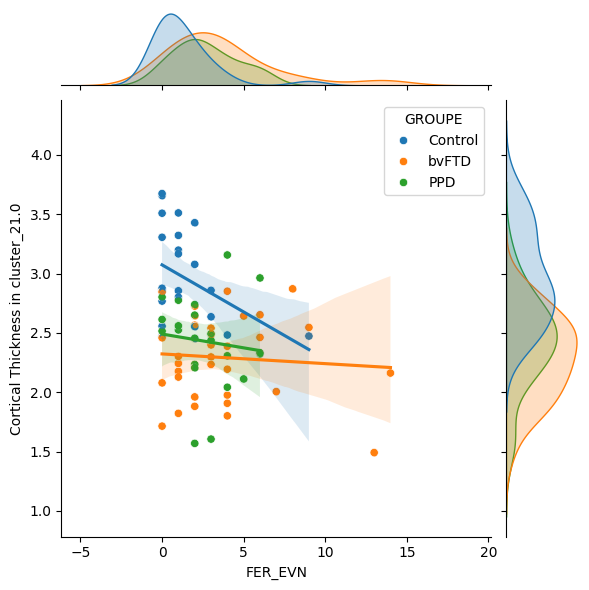 GROUPE
Control
bvFTD
PPD
Cortical Thickness in cluster_21.0
4.0
3.5
3.0
2.5
2.0
1.5
1.0
−5
0
5
10
15
20
FER_EVN